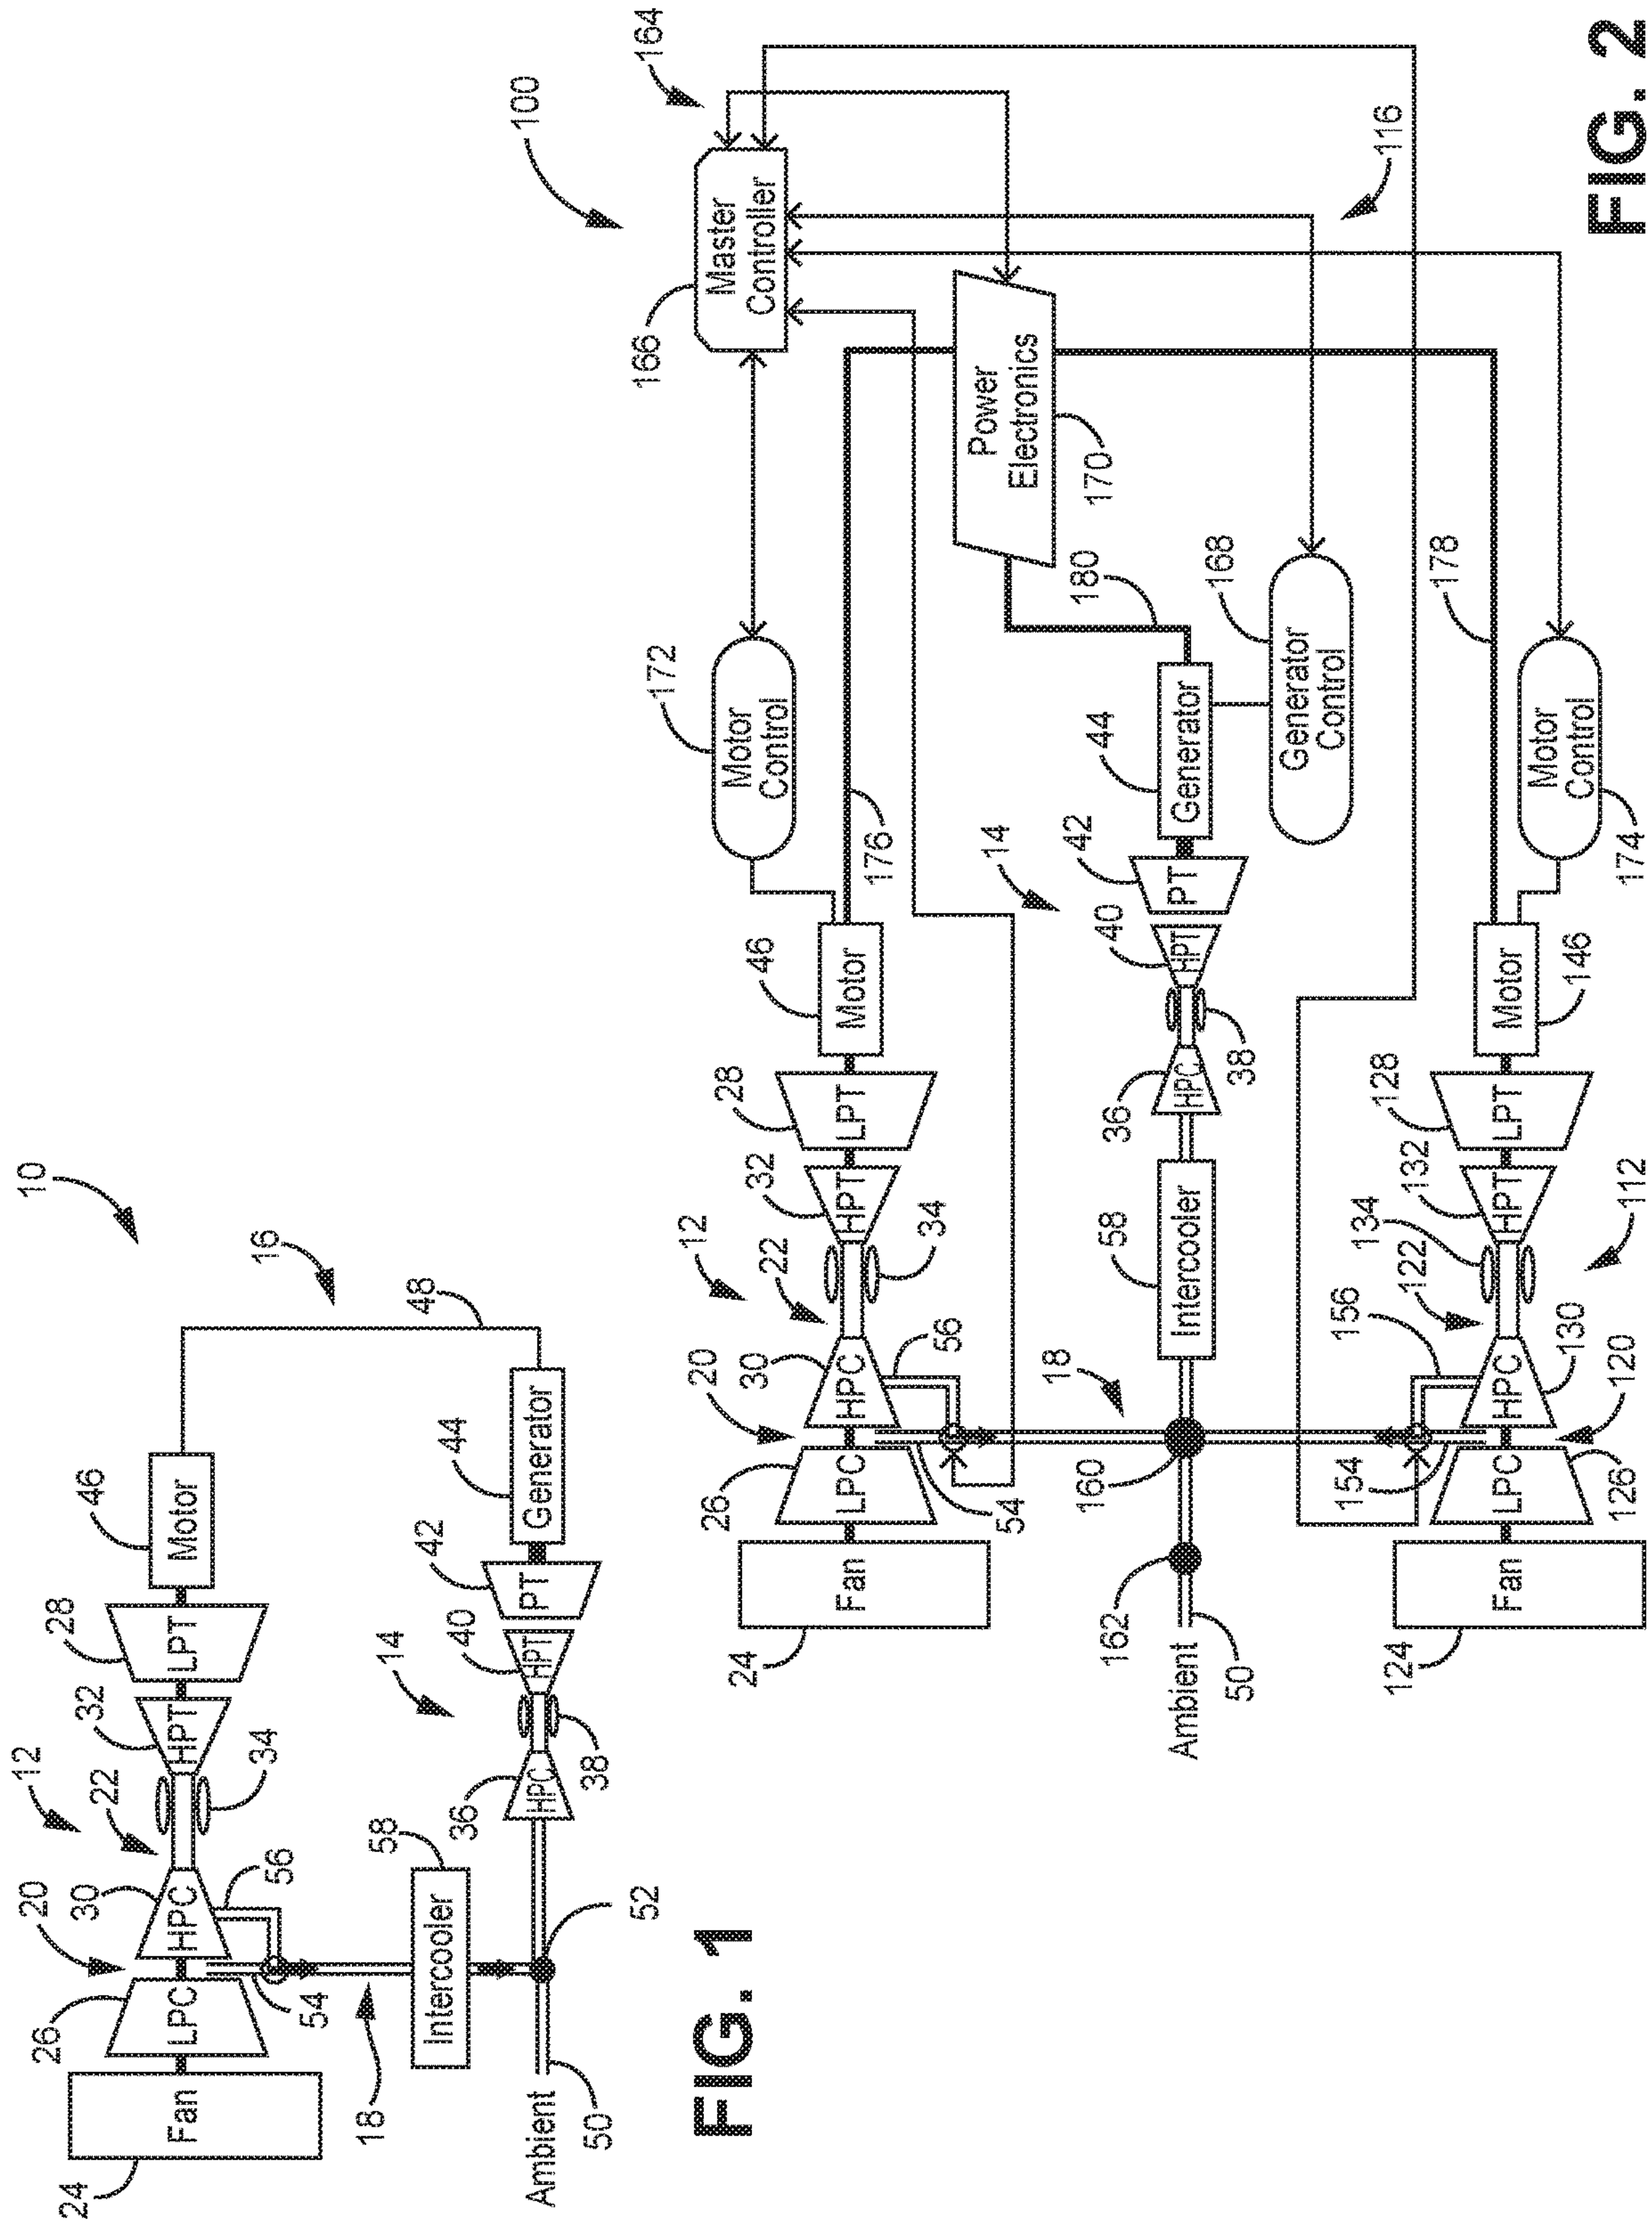 10
16
12
22
20
24
Fan
26
LPC
30
HPC
32
HPT
34
28
LPT
46
Motor
48
54
56
18
58
Intercooler
14
Ambient
50
52
36
HPC
38
40
HPT
42
PT
44
Generator
FIG. 1
100
164
166
Master
Controller
172
Motor
Control
176
12
22
20
24
Fan
26
LPC
30
HPC
32
HPT
34
28
LPT
46
Motor
54
56
18
170
Power
Electronics
180
14
Ambient
50
162
160
58
Intercooler
36
HPC
38
40
HPT
42
PT
44
Generator
168
Generator
Control
116
178
124
Fan
126
LPC
154
156
120
130
HPC
122
134
132
HPT
112
128
LPT
146
Motor
174
Motor
Control
FIG. 2